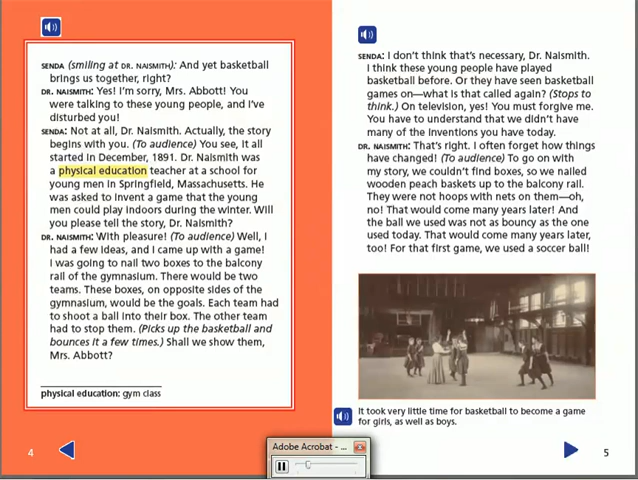 SENDA (smiling at DR. NAISMITH): And yet basketball
brings us together, right?
DR. NAISMITH: Yes! I'm sorry, Mrs. Abbott! You
were talking to these young people, and I've
disturbed you!
SENDA: Not at all, Dr. Naismith. Actually, the story
begins with you. (To audience) You see, it all
started in December, 1891. Dr. Naismith was
a physical education teacher at a school for
young men in Springfield, Massachusetts. He
was asked to invent a game that the young
men could play indoors during the winter. Will
you please tell the story, Dr. Naismith?
DR. NAISMITH: With pleasure! (To audience) Well, I
had a few ideas, and I came up with a game!
I was going to nail two boxes to the balcony
rail of the gymnasium. There would be two
teams. These boxes, on opposite sides of the
gymnasium, would be the goals. Each team had
to shoot a ball into their box. The other team
had to stop them. (Picks up the basketball and
bounces it a few times.) Shall we show them,
Mrs. Abbott?
physical education: gym class
4
SENDA: I don't think that's necessary, Dr. Naismith.
I think these young people have played
basketball before. Or they have seen basketball
games on—what is that called again? (Stops to
think.) On television, yes! You must forgive me.
You have to understand that we didn't have
many of the inventions you have today.
DR. NAISMITH: That's right. I often forget how things
have changed! (To audience) To go on with
my story, we couldn't find boxes, so we nailed
wooden peach baskets up to the balcony rail.
They were not hoops with nets on them—oh,
no! That would come many years later! And
the ball we used was not as bouncy as the one
used today. That would come many years later,
too! For that first game, we used a soccer ball!
It took very little time for basketball to become a game
for girls, as well as boys.
5
Adobe Acrobat - ...